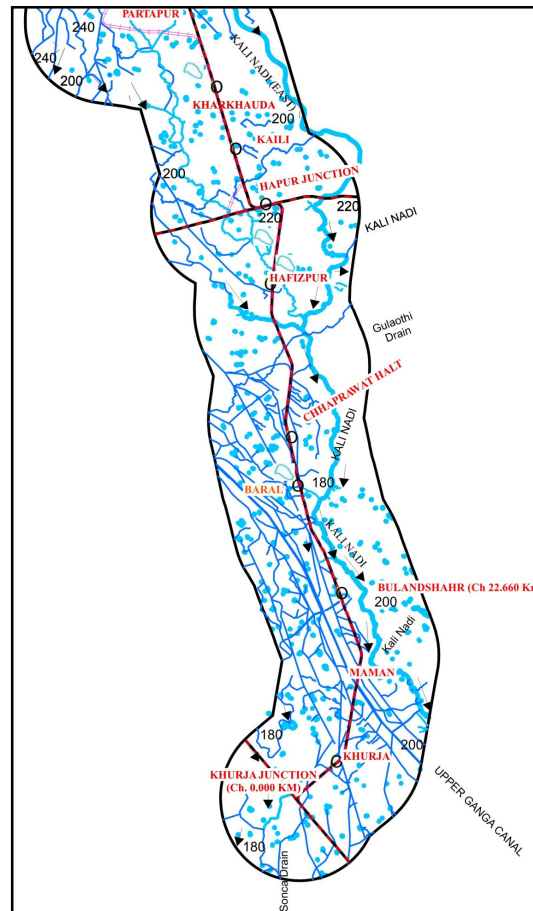 PARTAPUR
240
240
200
KALI NADI(EAST)
KHARKHAUDA
200
KAILI
200
HAPUR JUNCTION
220
220
KALI NADI
HAFIZPUR
Gulaothi
Drain
CHHAPRAWAT HALT
KALI NADI
180
BARAL
KALI NADI
BULANDSHAHR (Ch 22.660 K
200
Kali Nadi
MAMAN
180
200
KHURJA
KHURJA JUNCTION
(Ch. 0.000 KM)
UPPER GANGA CANAL
180
Sonca Drain